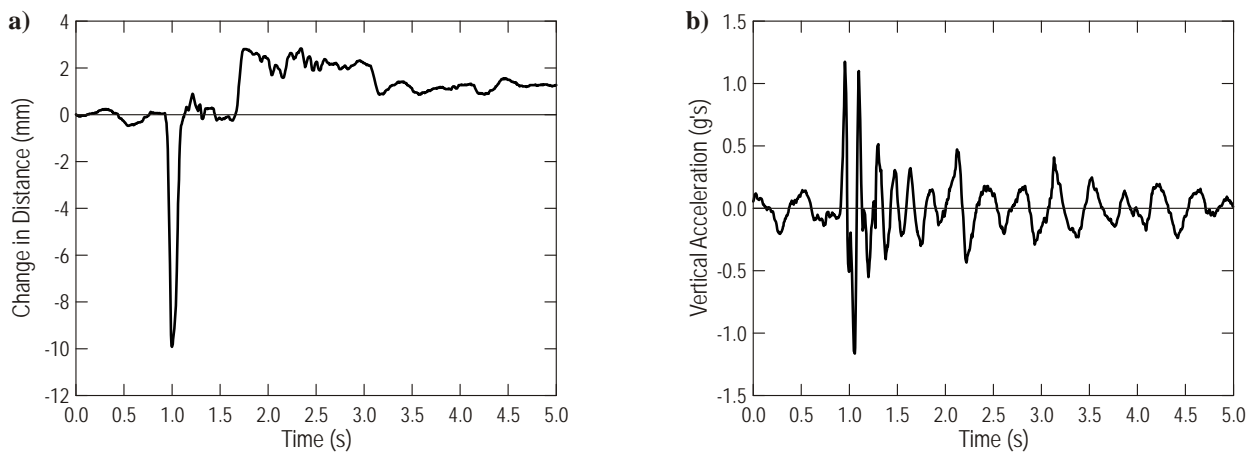 a)
4
2
0
-2
-4
-6
-8
-10
-12
Change in Distance (mm)
0.0 0.5 1.0 1.5 2.0 2.5 3.0 3.5 4.0 4.5 5.0
Time (s)
b)
1.5
1.0
0.5
0.0
-0.5
-1.0
-1.5
Vertical Acceleration (g's)
0.0 0.5 1.0 1.5 2.0 2.5 3.0 3.5 4.0 4.5 5.0
Time (s)